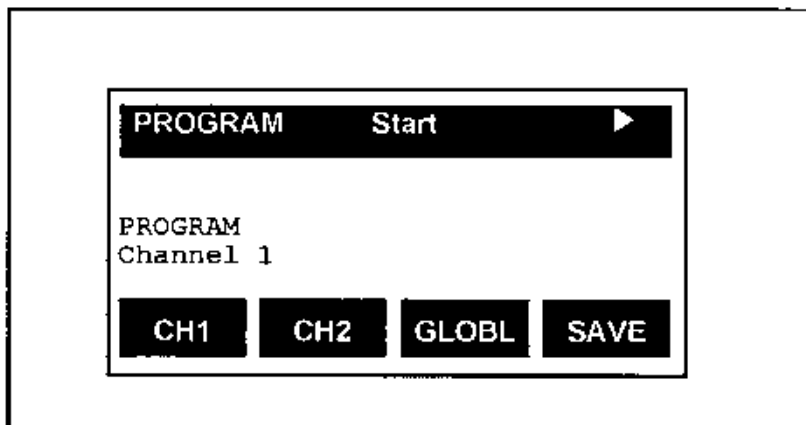 PROGRAM Start ▶
PROGRAM
Channel 1
CH1 CH2 GLOBL SAVE